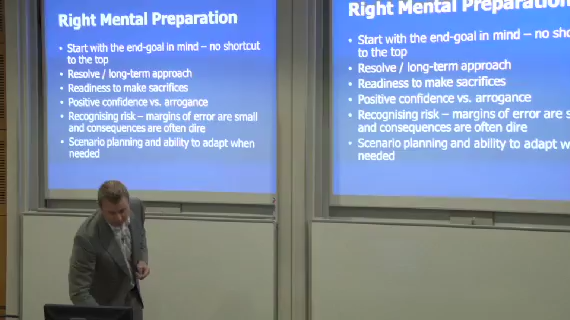 Right Mental Preparation
• Start with the end-goal in mind – no shortcut
to the top
• Resolve / long-term approach
• Readiness to make sacrifices
• Positive confidence vs. arrogance
• Recognising risk – margins of error are small
and consequences are often dire
• Scenario planning and ability to adapt when
needed
Right Mental Preparation
• Start with the end-goal in mind – no
to the top
• Resolve / long-term approach
• Readiness to make sacrifices
• Positive confidence vs. arrogance
• Recognising risk – margins of error are
and consequences are often dire
• Scenario planning and ability to adapt
needed